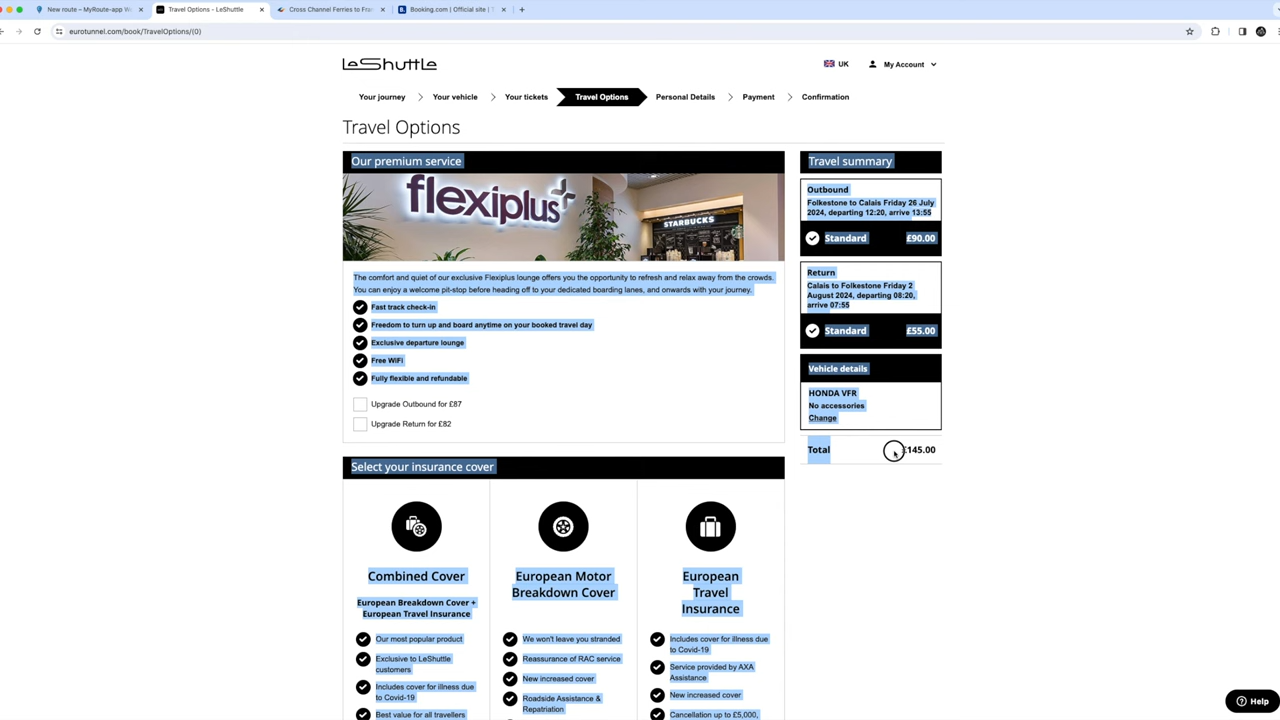 New route – MyRoute-app W
Travel Options - LeShuttle
Cross Channel Ferries to Fra
Booking.com | Official site | T
eurotunnel.com/book/TravelOptions/(0)
LeShuttle
UK
My Account
Your journey
Your vehicle
Your tickets
Travel Options
Personal Details
Payment
Confirmation
Travel Options
Our premium service
flexiplus+
STARBUCKS
The comfort and quiet of our exclusive Flexiplus lounge offers you the opportunity to refresh and relax away from the crowds.
You can enjoy a welcome pit-stop before heading off to your dedicated boarding lanes, and onwards with your journey.
Fast track check-in
Freedom to turn up and board anytime on your booked travel day
Exclusive departure lounge
Free WiFi
Fully flexible and refundable
Upgrade Outbound for £87
Upgrade Return for £82
Select your insurance cover
Combined Cover
European Breakdown Cover +
European Travel Insurance
Our most popular product
Exclusive to LeShuttle
customers
Includes cover for illness due
to Covid-19
Best value for all travellers
European Motor
Breakdown Cover
We won't leave you stranded
Reassurance of RAC service
New increased cover
Roadside Assistance &
Repatriation
European
Travel
Insurance
Includes cover for illness due
to Covid-19
Service provided by AXA
Assistance
New increased cover
Cancellation up to £5,000,
Travel summary
Outbound
Folkestone to Calais Friday 26 July
2024, departing 12:20, arrive 13:55
Standard £90.00
Return
Calais to Folkestone Friday 2
August 2024, departing 08:20,
arrive 07:55
Standard £55.00
Vehicle details
HONDA VFR
No accessories
Change
Total £145.00
Help